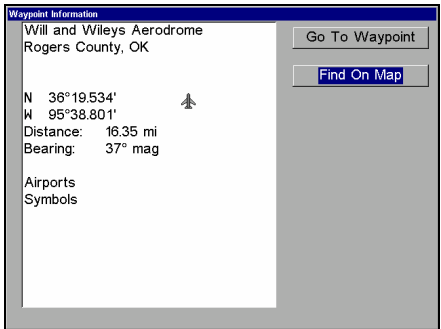 Waypoint Information
Will and Wileys Aerodrome
Rogers County, OK
N 36°19.534'
W 95°38.801'
Distance: 16.35 mi
Bearing: 37° mag
Airports
Symbols
Go To Waypoint
Find On Map